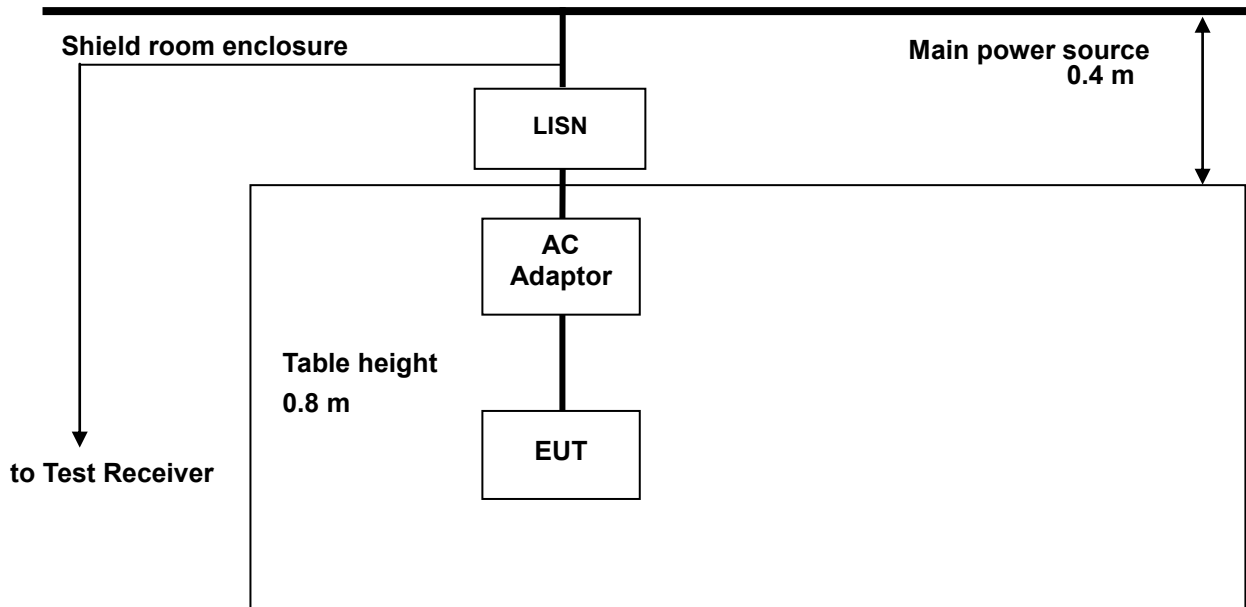 Shield room enclosure
Main power source
0.4 m
LISN
AC
Adaptor
Table height
0.8 m
EUT
to Test Receiver